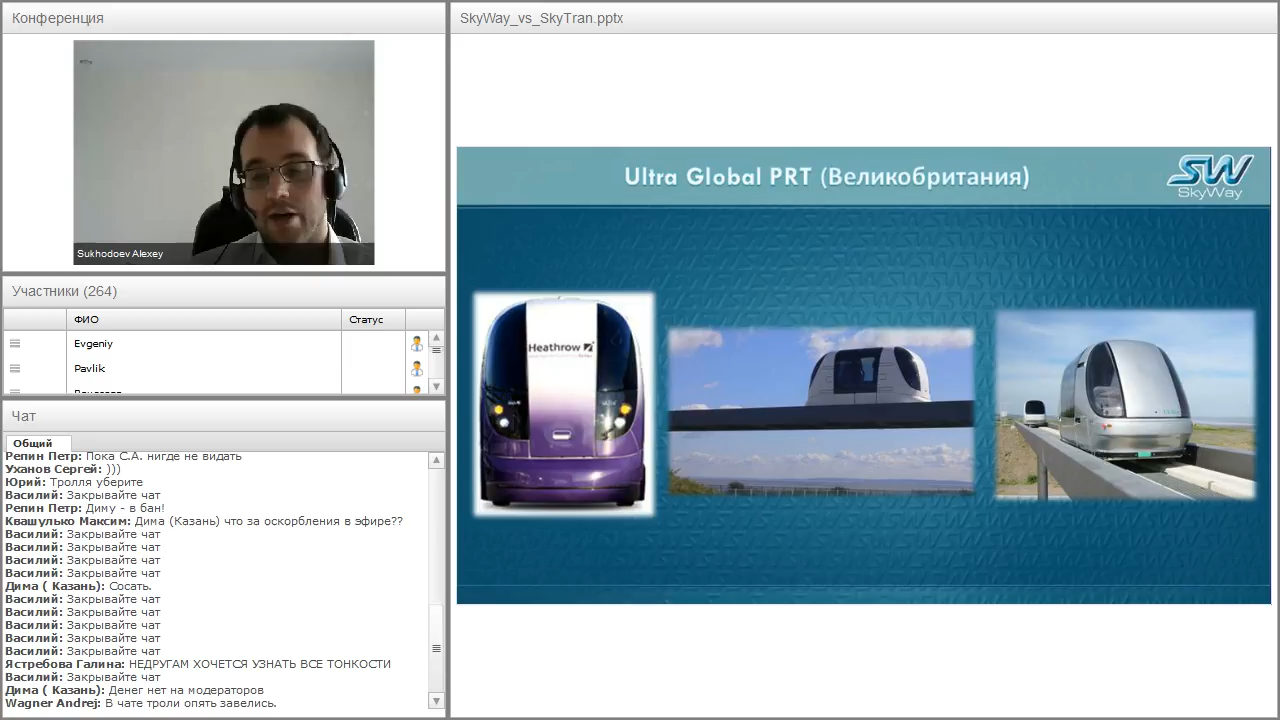 Конференция
Sukhodoev Alexey
Участники (264)
ФИО Статус
Evgeniy
Pavlik
Чат
Общий
Репин Петр: Пока С.А. нигде не видать
Уханов Сергей: )))
Юрий: Тролля уберите
Василий: Закрывайте чат
Репин Петр: Диму - в бан!
Квашулько Максим: Дима (Казань) что за оскорбления в эфире??
Василий: Закрывайте чат
Василий: Закрывайте чат
Василий: Закрывайте чат
Василий: Закрывайте чат
Дима ( Казань): Сосать.
Василий: Закрывайте чат
Василий: Закрывайте чат
Василий: Закрывайте чат
Василий: Закрывайте чат
Василий: Закрывайте чат
Ястребова Галина: НЕДРУГАМ ХОЧЕТСЯ УЗНАТЬ ВСЕ ТОНКОСТИ
Василий: Закрывайте чат
Дима ( Казань): Денег нет на модераторов
Wagner Andrej: В чате троли опять завелись.
SkyWay_vs_SkyTran.pptx
Ultra Global PRT (Великобритания)
SW
SkyWay
Heathrow